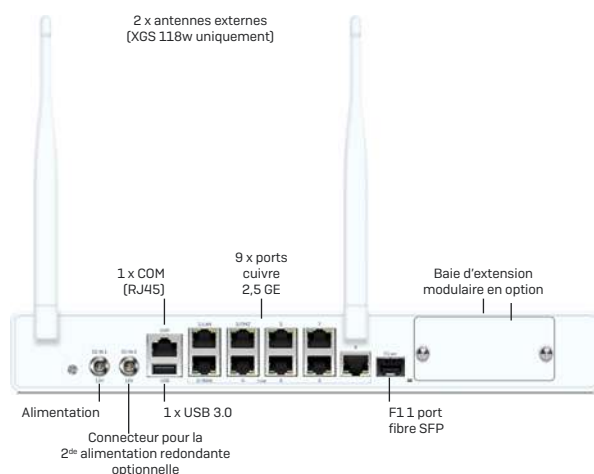 2 x antennes externes
(XGS 118w uniquement)
1 x COM
(RJ45)
9 x ports
cuivre
2,5 GE
Baie d'extension
modulaire en option
Alimentation
1 x USB 3.0
F1 1 port
fibre SFP
Connecteur pour la
2de alimentation redondante
optionnelle